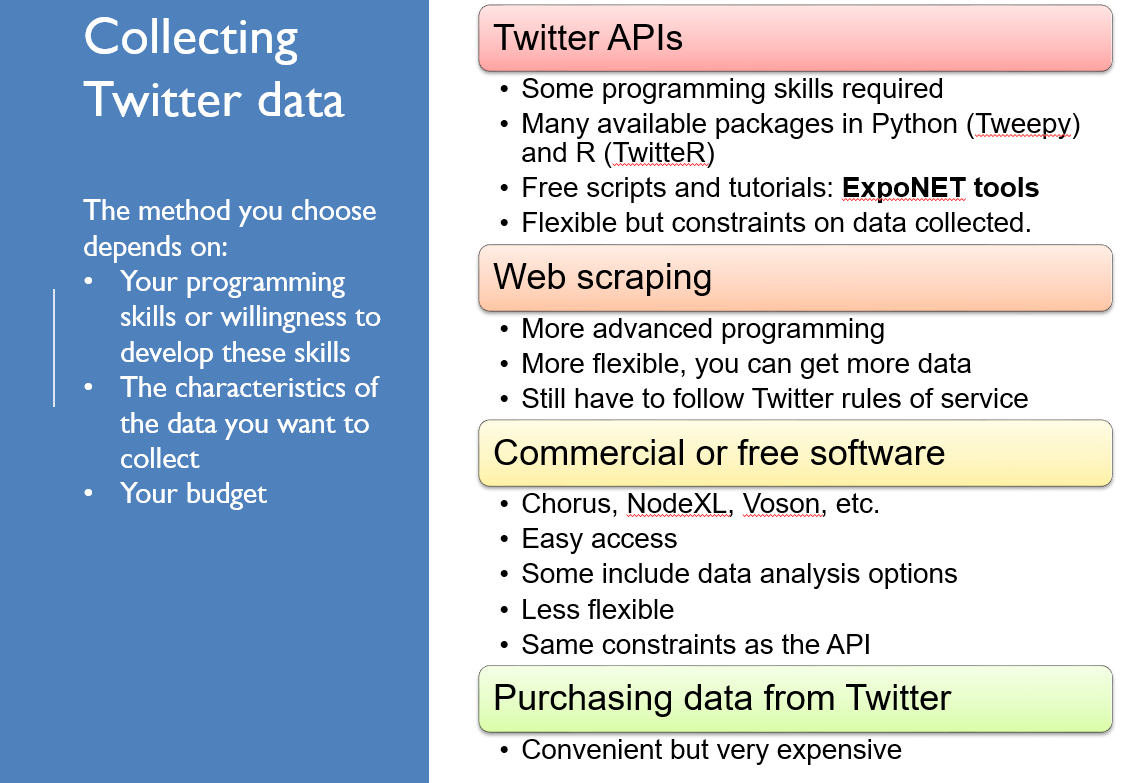 Collecting
Twitter data
The method you choose
depends on:
• Your programming
skills or willingness to
develop these skills
• The characteristics of
the data you want to
collect
• Your budget
Twitter APIs
• Some programming skills required
• Many available packages in Python (Tweepy)
and R (TwitteR)
• Free scripts and tutorials: ExpoNET tools
• Flexible but constraints on data collected.
Web scraping
• More advanced programming
• More flexible, you can get more data
• Still have to follow Twitter rules of service
Commercial or free software
• Chorus, NodeXL, Voson, etc.
• Easy access
• Some include data analysis options
• Less flexible
• Same constraints as the API
Purchasing data from Twitter
• Convenient but very expensive